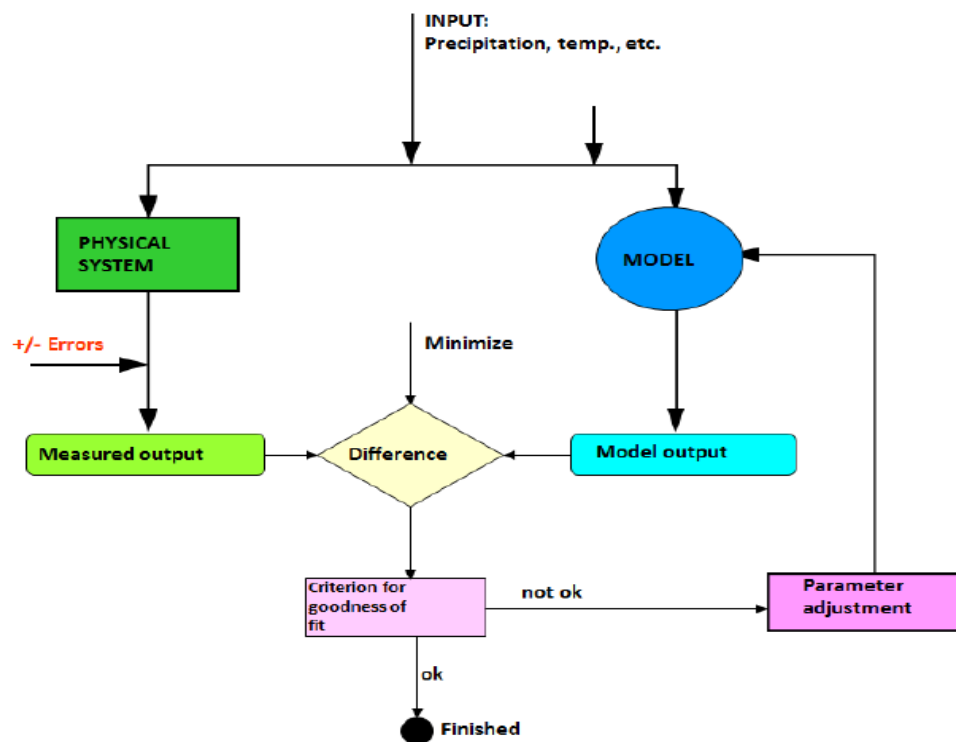 INPUT:
Precipitation, temp., etc.
PHYSICAL
SYSTEM
MODEL
+/- Errors
Minimize
Measured output
Difference
Model output
Criterion for
goodness of
fit
not ok
Parameter
adjustment
ok
Finished